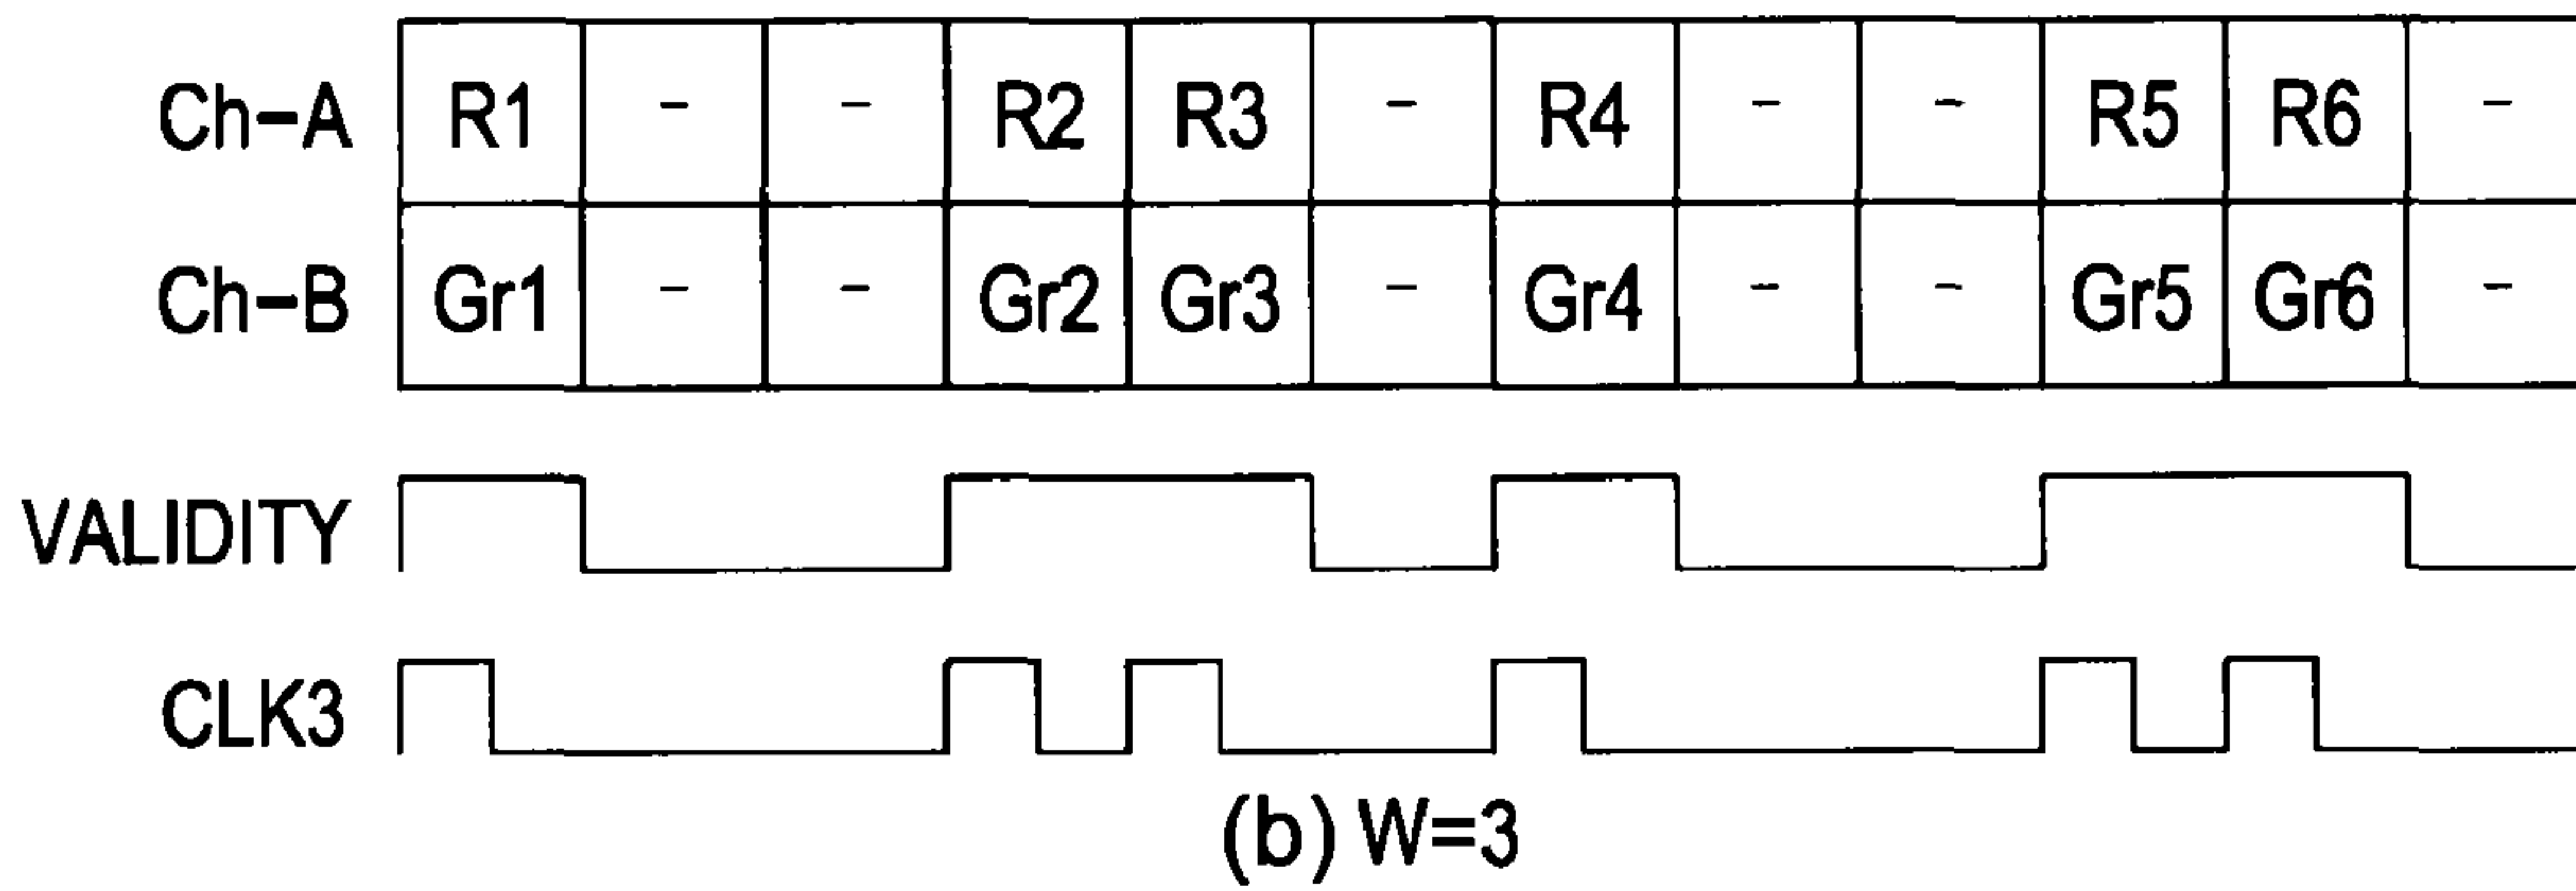 Ch-A R1 - - R2 R3 - R4 - - R5 R6 -
Ch-B Gr1 - - Gr2 Gr3 - Gr4 - - Gr5 Gr6 -
VALIDITY
CLK3
(b) W=3